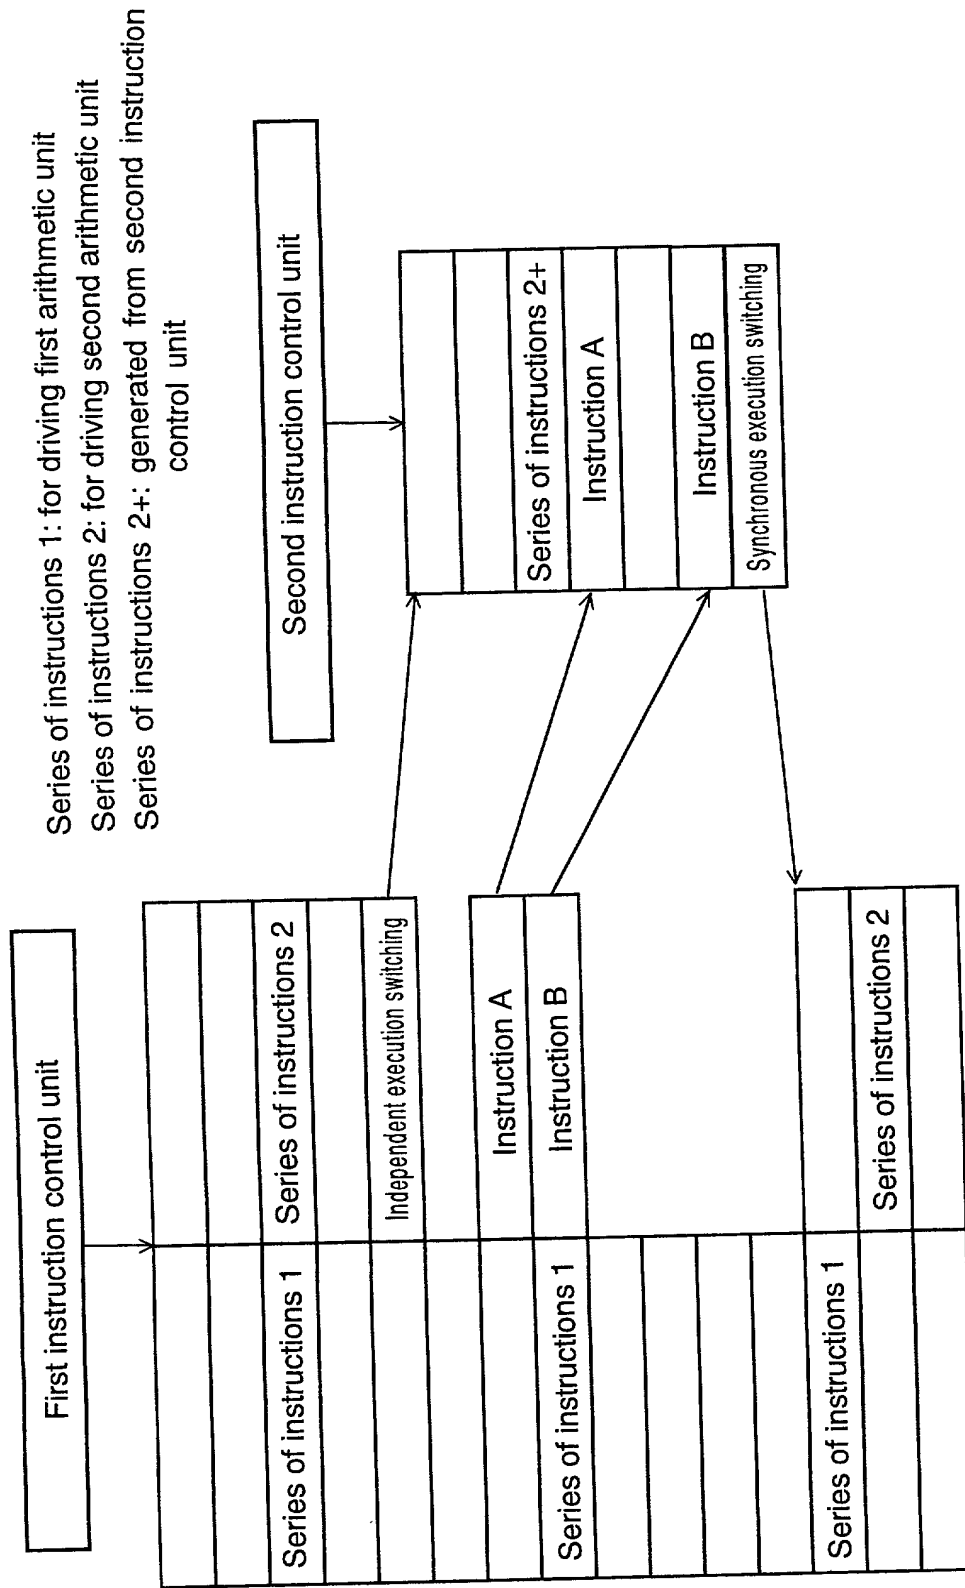 Series of instructions 1: for driving first arithmetic unit
Series of instructions 2: for driving second arithmetic unit
Series of instructions 2+: generated from second instruction
control unit
First instruction control unit
Series of instructions 1
Series of instructions 2
Independent execution switching
Instruction A
Series of instructions 1
Instruction B
Series of instructions 1
Series of instructions 2
Second instruction control unit
Series of instructions 2+
Instruction A
Instruction B
Synchronous execution switching